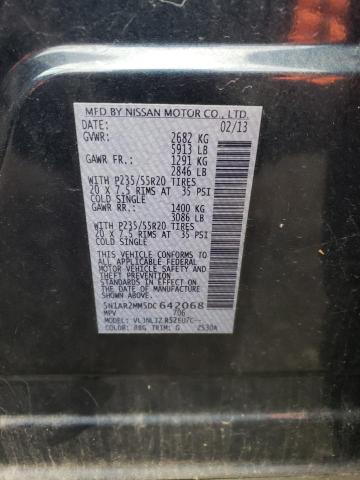 MFD BY NISSAN MOTOR CO., LTD.
DATE: 02/13
GVWR: 2682 KG
5913 LB
GAWR FR.: 1291 KG
2846 LB
WITH P235/55R20 TIRES
20 X 7.5 RIMS AT 35 PSI
COLD SINGLE
GAWR RR.: 1400 KG
3086 LB
WITH P235/55R20 TIRES
20 X 7.5 RIMS AT 35 PSI
COLD SINGLE
THIS VEHICLE CONFORMS TO ALL
APPLICABLE U.S. FEDERAL
MOTOR VEHICLE SAFETY
STANDARDS IN EFFECT ON THE
DATE OF MANUFACTURE SHOWN
ABOVE.
5N1AR2MM5DC642068
MPV 706
MODEL:
COLOR: TRIM: G 2530A